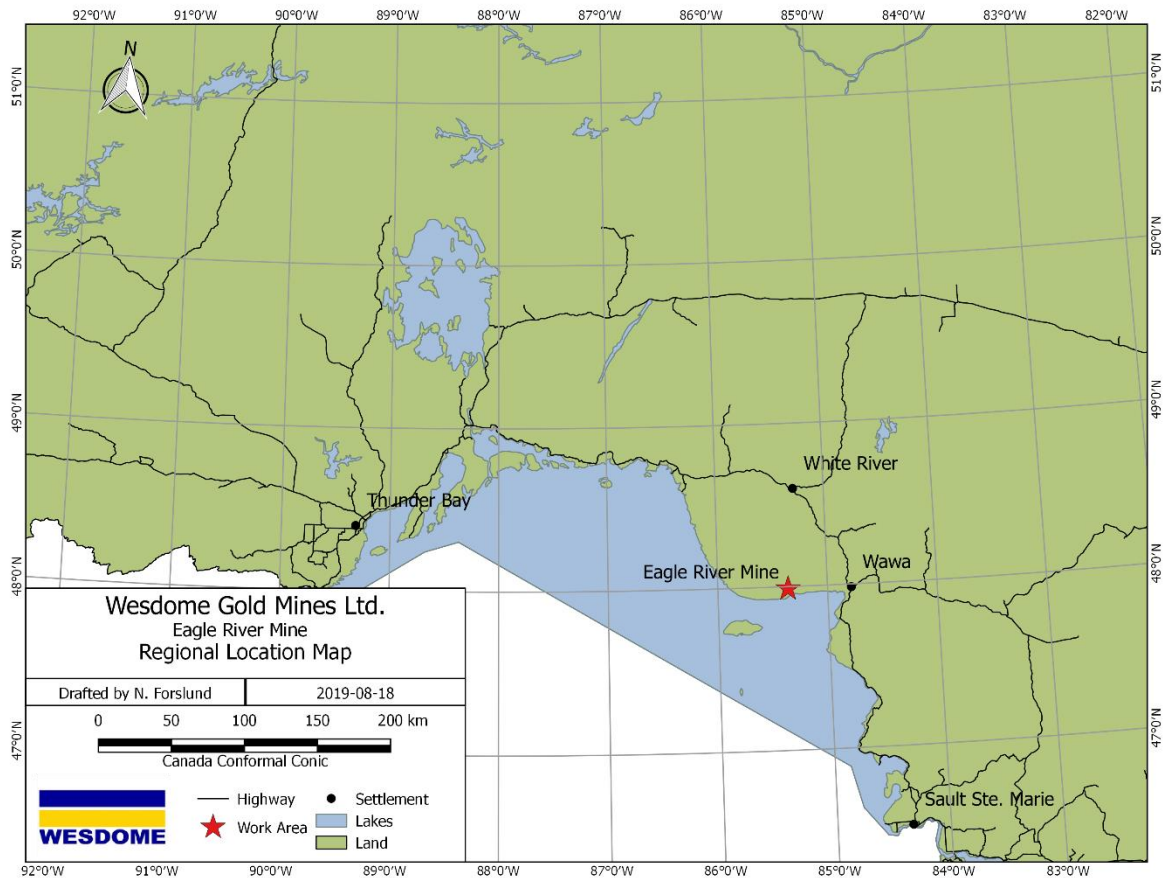 92°0'W 91°0'W 90°0'W 89°0'W 88°0'W 87°0'W 86°0'W 85°0'W 84°0'W 83°0'W 82°0'W
N
51°0'N 51°0'N
50°0'N 50°0'N
49°0'N 49°0'N
White River
Thunder Bay
48°0'N 48°0'N
Eagle River Mine
Wawa
Wesdome Gold Mines Ltd.
Eagle River Mine
Regional Location Map
Drafted by N. Forslund 2019-08-18
0 50 100 150 200 km
47°0'N 47°0'N
Canada Conformal Conic
Highway Settlement
Work Area Lakes
Land
WESDOME
Sault Ste. Marie
92°0'W 91°0'W 90°0'W 89°0'W 88°0'W 87°0'W 86°0'W 85°0'W 84°0'W 83°0'W